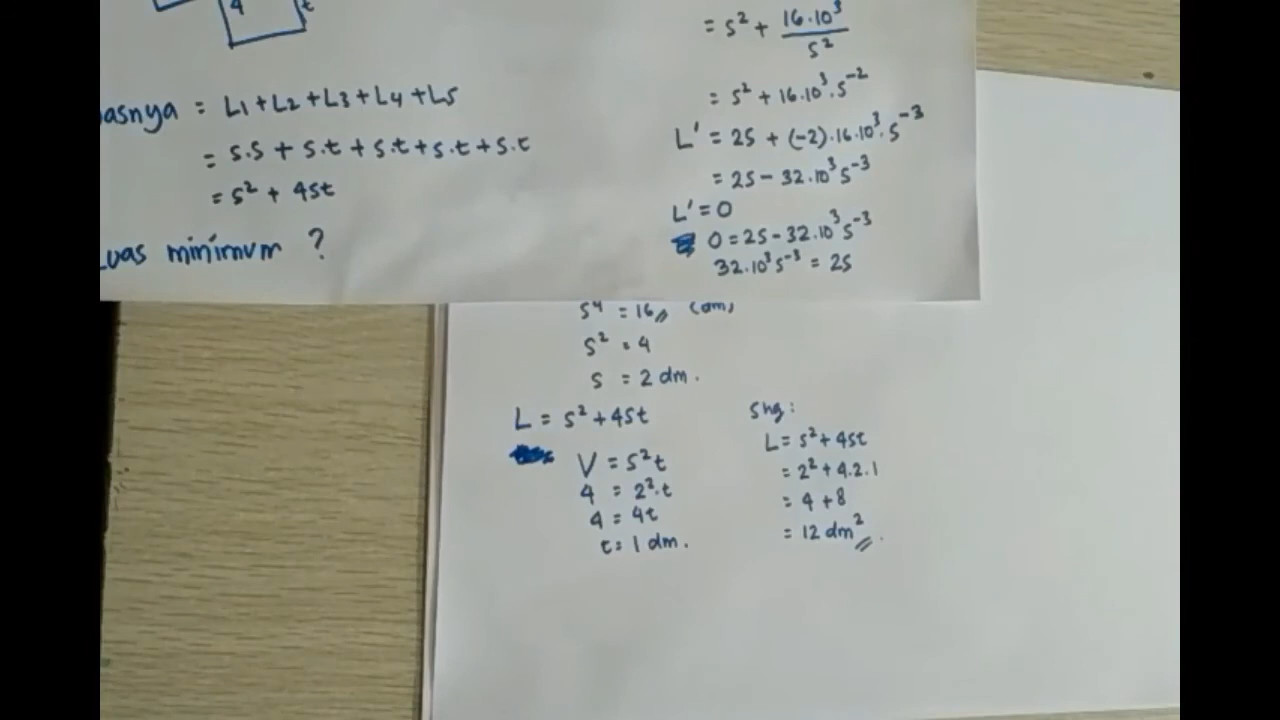 4 t
asnya = L1 + L2 + L3 + L4 + L5
= s.s + s.t + s.t + s.t + s.t
= s² + 4st
Luas minimum ?
= s² + 16.10³/s²
= s² + 16.10³.s⁻²
L' = 2s + (-2).16.10³.s⁻³
= 2s - 32.10³s⁻³
L' = 0
0 = 2s - 32.10³s⁻³
32.10³s⁻³ = 2s
s⁴ = 16 (dm)
s² = 4
s = 2 dm.
L = s² + 4st
V = s²t
4 = 2².t
4 = 4t
t = 1 dm.
Shg:
L = s² + 4st
= 2² + 4.2.1
= 4 + 8
= 12 dm².